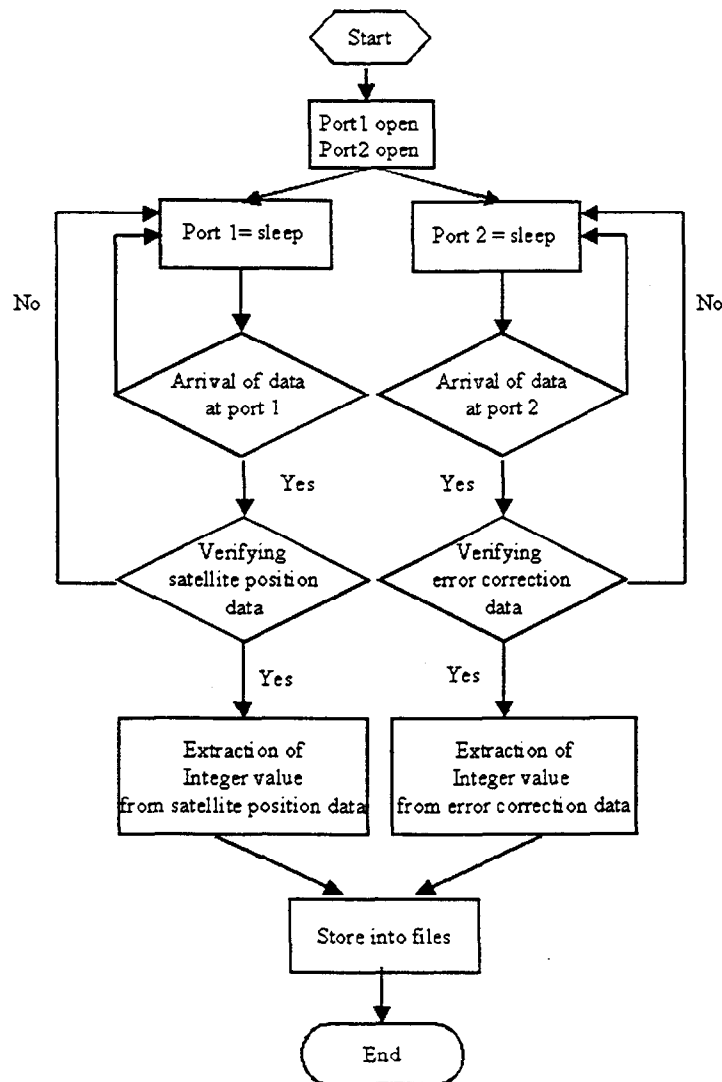 Start
Port1 open
Port2 open
Port 1= sleep
Port 2 = sleep
No
No
Arrival of data
at port 1
Arrival of data
at port 2
Yes
Yes
Verifying
satellite position
data
Verifying
error correction
data
Yes
Yes
Extraction of
Integer value
from satellite position data
Extraction of
Integer value
from error correction data
Store into files
End